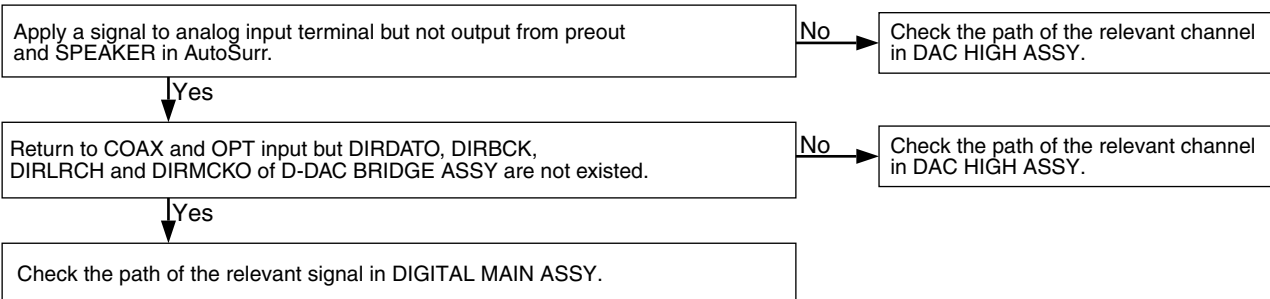 Apply a signal to analog input terminal but not output from preout
and SPEAKER in AutoSurr.
No
Check the path of the relevant channel
in DAC HIGH ASSY.
Yes
Return to COAX and OPT input but DIRDATO, DIRBCK,
DIRLRCH and DIRMCKO of D-DAC BRIDGE ASSY are not existed.
No
Check the path of the relevant channel
in DAC HIGH ASSY.
Yes
Check the path of the relevant signal in DIGITAL MAIN ASSY.